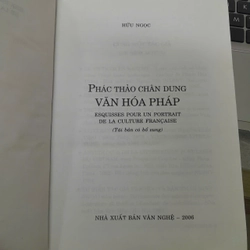 HỮU NGỌC
PHÁC THẢO CHÂN DUNG
VĂN HÓA PHÁP
ESQUISSES POUR UN PORTRAIT
DE LA CULTURE FRANÇAISE
(Tái bản có bổ sung)
NHÀ XUẤT BẢN VĂN NGHỆ – 2006